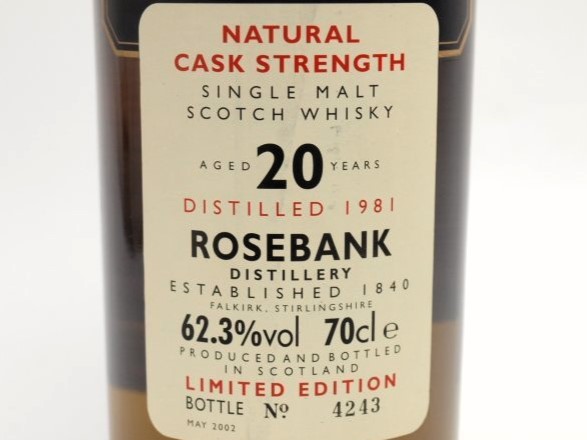 NATURAL
CASK STRENGTH
SINGLE MALT
SCOTCH WHISKY
AGED 20 YEARS
DISTILLED 1981
ROSEBANK
DISTILLERY
ESTABLISHED 1840
FALKIRK, STIRLINGSHIRE
62.3%vol 70cl e
PRODUCED AND BOTTLED
IN SCOTLAND
LIMITED EDITION
BOTTLE Nº 4243
MAY 2002